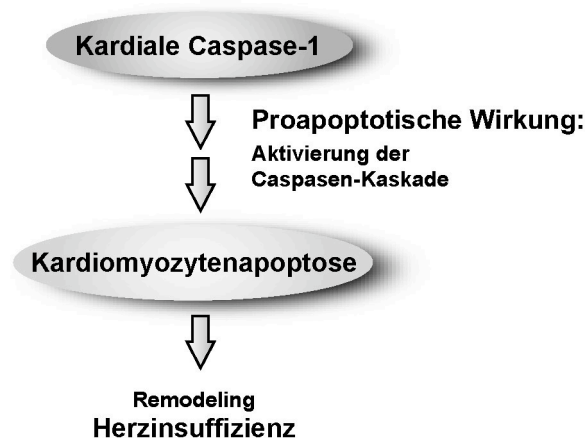 Kardiale Caspase-1
Proapoptotische Wirkung:
Aktivierung der
Caspasen-Kaskade
Kardiomyozytenapoptose
Remodeling
Herzinsuffizienz